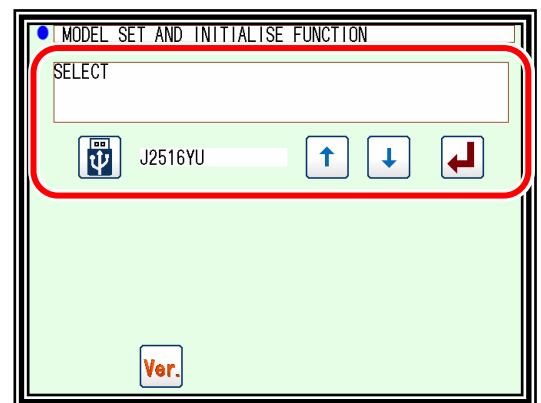 MODEL SET AND INITIALISE FUNCTION
SELECT
J2516YU
Ver.